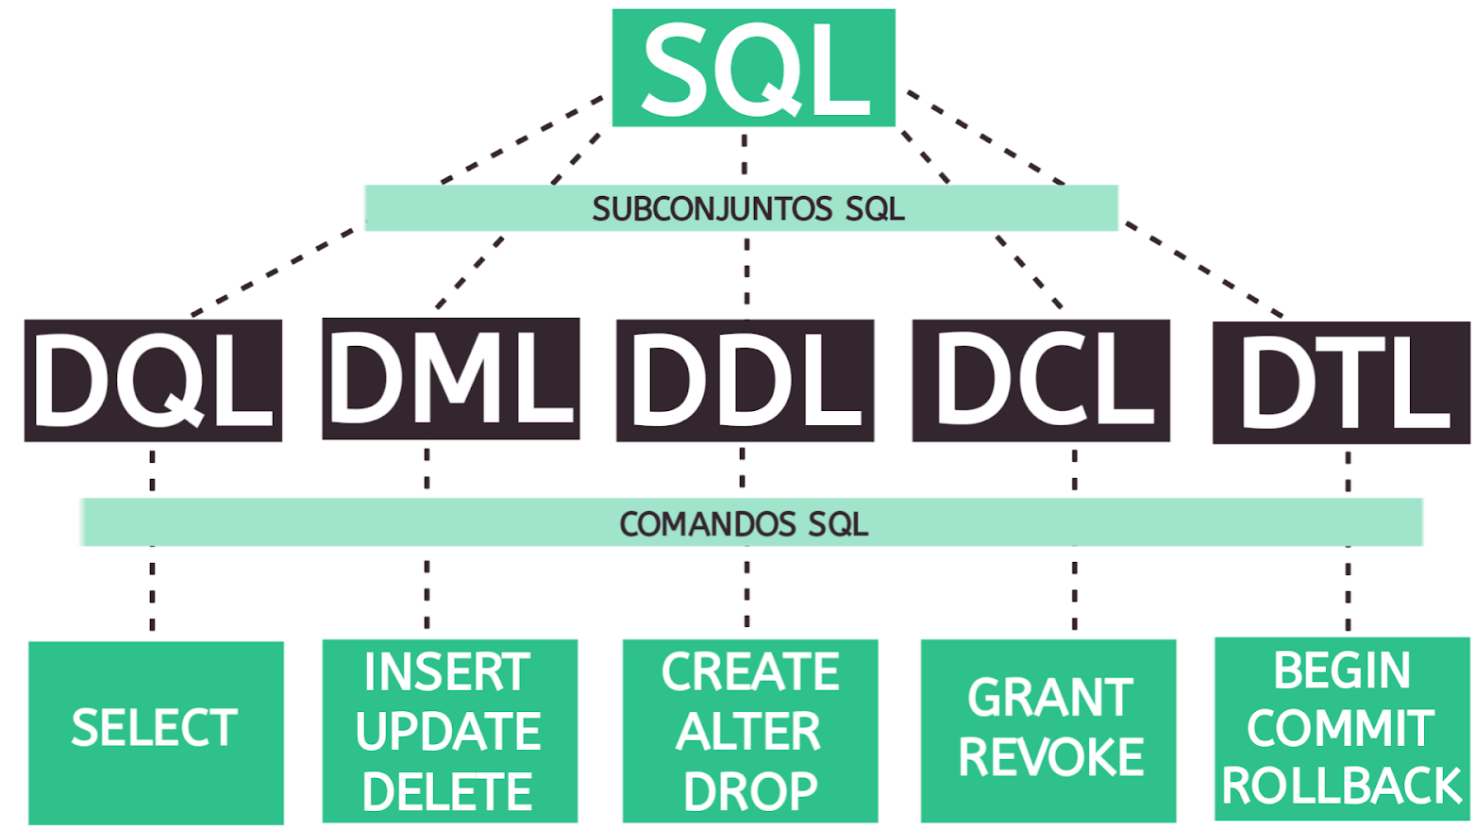 SQL
SUBCONJUNTOS SQL
DQL
DML
DDL
DCL
DTL
COMANDOS SQL
SELECT
INSERT
UPDATE
DELETE
CREATE
ALTER
DROP
GRANT
REVOKE
BEGIN
COMMIT
ROLLBACK